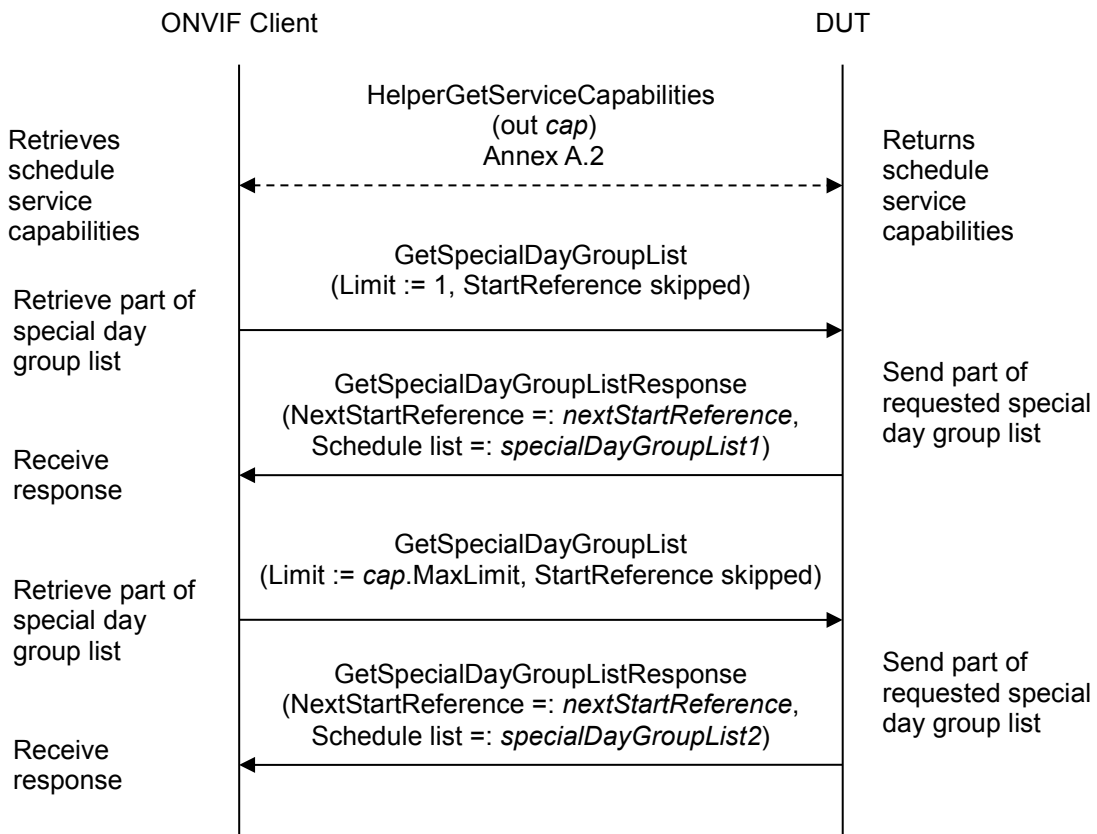 ONVIF Client
DUT
HelperGetServiceCapabilities
(out cap)
Annex A.2
Retrieves
schedule
service
capabilities
Returns
schedule
service
capabilities
GetSpecialDayGroupList
(Limit := 1, StartReference skipped)
Retrieve part of
special day
group list
GetSpecialDayGroupListResponse
(NextStartReference =: nextStartReference,
Schedule list =: specialDayGroupList1)
Send part of
requested special
day group list
Receive
response
GetSpecialDayGroupList
(Limit := cap.MaxLimit, StartReference skipped)
Retrieve part of
special day
group list
GetSpecialDayGroupListResponse
(NextStartReference =: nextStartReference,
Schedule list =: specialDayGroupList2)
Send part of
requested special
day group list
Receive
response